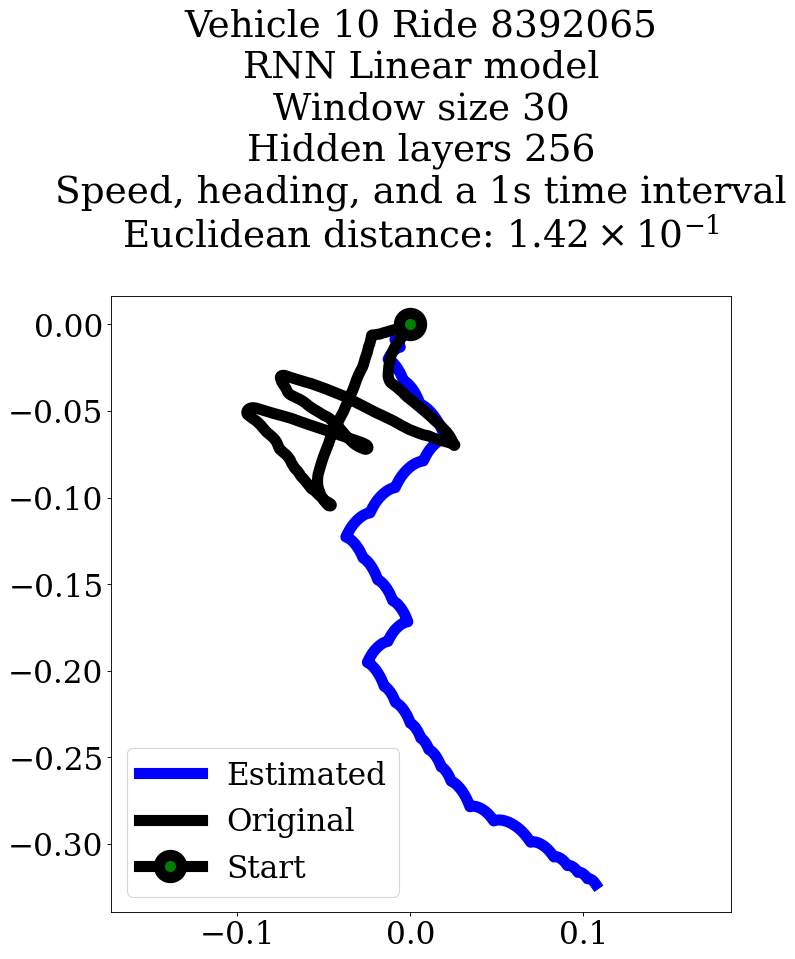 Vehicle 10 Ride 8392065
RNN Linear model
Window size 30
Hidden layers 256
Speed, heading, and a 1s time interval
Euclidean distance: 1.42 × 10⁻¹
0.00
−0.05
−0.10
−0.15
−0.20
−0.25
−0.30
Estimated
Original
Start
−0.1
0.0
0.1